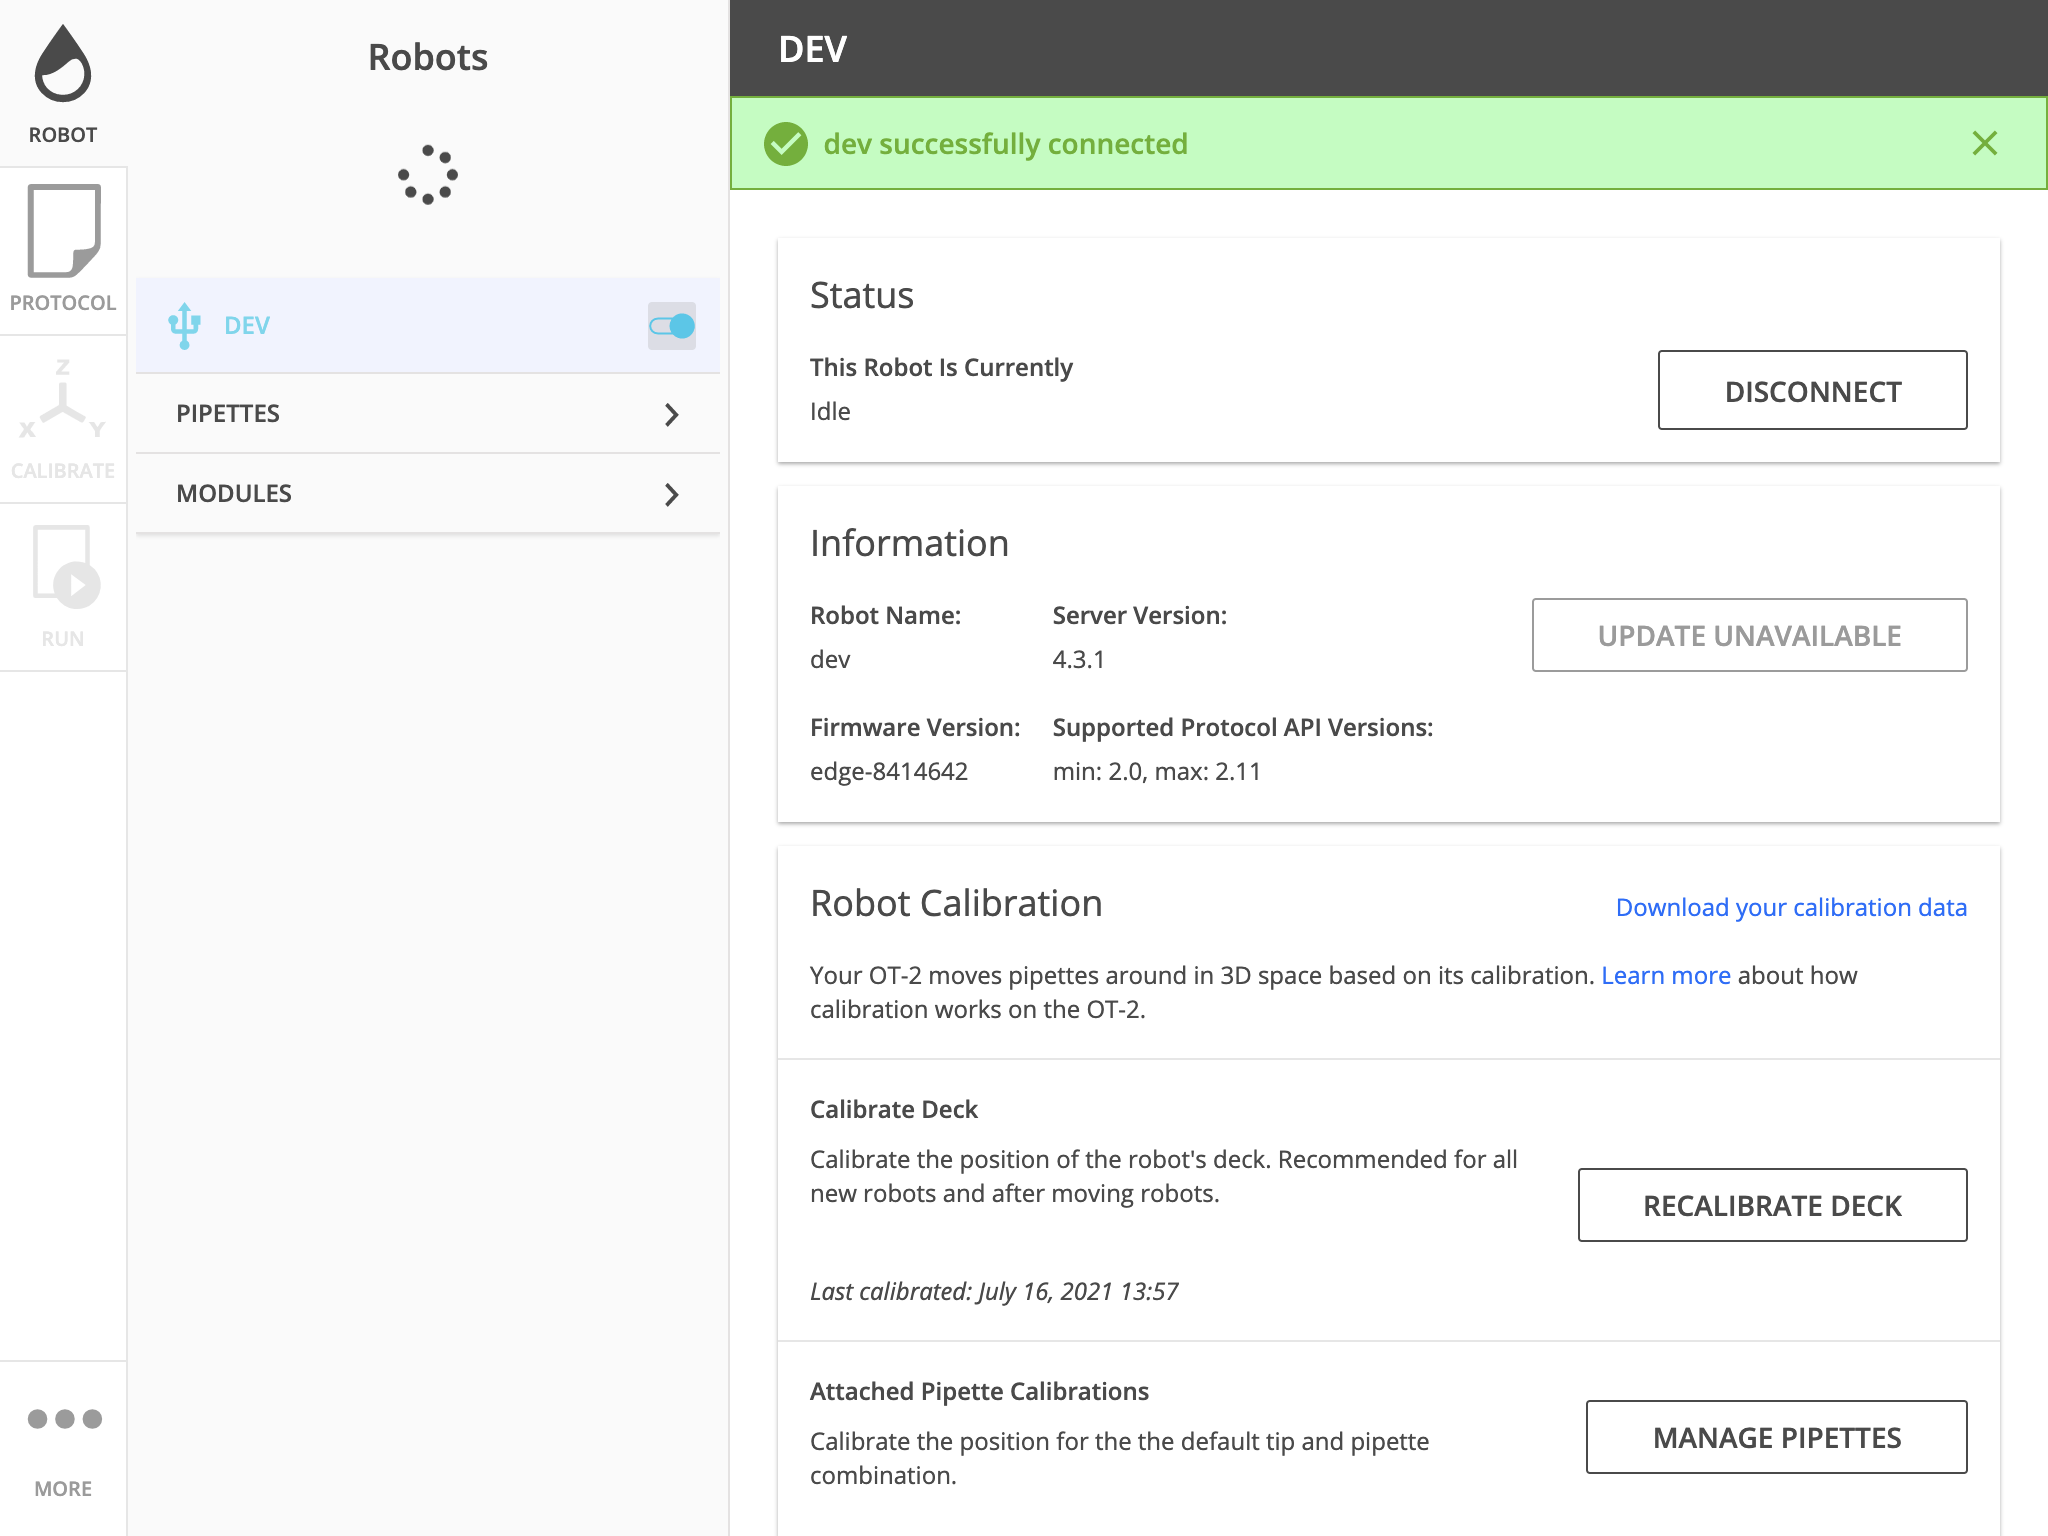 ROBOT
PROTOCOL
Z
X
Y
CALIBRATE
RUN
MORE
Robots
DEV
PIPETTES
MODULES
DEV
dev successfully connected
Status
This Robot Is Currently
Idle
DISCONNECT
Information
Robot Name:
dev
Server Version:
4.3.1
UPDATE UNAVAILABLE
Firmware Version:
edge-8414642
Supported Protocol API Versions:
min: 2.0, max: 2.11
Robot Calibration
Download your calibration data
Your OT-2 moves pipettes around in 3D space based on its calibration. Learn more about how
calibration works on the OT-2.
Calibrate Deck
Calibrate the position of the robot's deck. Recommended for all
new robots and after moving robots.
RECALIBRATE DECK
Last calibrated: July 16, 2021 13:57
Attached Pipette Calibrations
Calibrate the position for the the default tip and pipette
combination.
MANAGE PIPETTES